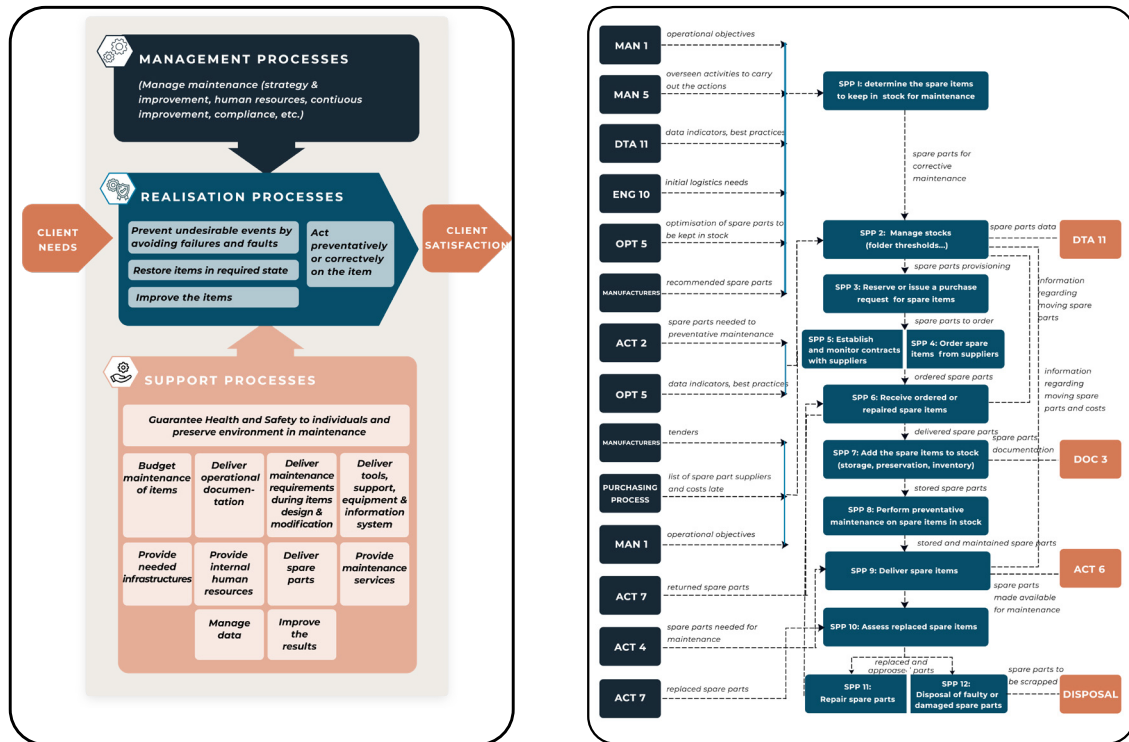 MANAGEMENT PROCESSES
(Manage maintenance (strategy &
improvement, human resources, contiuous
improvement, compliance, etc.)
REALISATION PROCESSES
CLIENT
NEEDS
Prevent undesirable events by
avoiding failures and faults
Restore items in required state
Improve the items
Act
preventatively
or correctvely
on the item
CLIENT
SATISFACTION
SUPPORT PROCESSES
Guarantee Health and Safety to individuals and
preserve environment in maintenance
Budget
maintenance
of items
Deliver
operational
documen-
tation
Deliver
maintenance
requirements
during items
design &
modification
Deliver
tools,
support,
equipment &
information
system
Provide
needed
infrastructures
Provide
internal
human
resources
Deliver
spare
parts
Provide
maintenance
services
Manage
data
Improve
the
results
MAN 1
operational objectives
MAN 5
overseen activities to carry
out the actions
DTA 11
data indicators, best practices
ENG 10
initial logistics needs
OPT 5
optimisation of spare parts to
be kept in stock
MANUFACTURERS
recommended spare parts
ACT 2
spare parts needed to
preventative maintenance
OPT 5
data indicators, best practices
MANUFACTURERS
tenders
PURCHASING
PROCESS
list of spare part suppliers
and costs late
MAN 1
operational objectives
ACT 7
returned spare parts
ACT 4
spare parts needed for
maintenance
ACT 7
replaced spare parts
SPP I: determine the spare items
to keep in stock for maintenance
spare parts for
corrective
maintenance
SPP 2: Manage stocks
(folder thresholds...)
spare parts data
DTA 11
spare parts provisioning
SPP 3: Reserve or issue a purchase
request for spare items
information
regarding
moving spare
parts
spare parts to order
SPP 5: Establish
and monitor contracts
with suppliers
SPP 4: Order spare
items from suppliers
ordered spare parts
information
regarding
moving spare
parts and costs
SPP 6: Receive ordered or
repaired spare items
delivered spare parts
SPP 7: Add the spare items to stock
(storage, preservation, inventory)
spare parts
documentation
DOC 3
stored spare parts
SPP 8: Perform preventative
maintenance on spare items in stock
stored and maintained spare parts
SPP 9: Deliver spare items
ACT 6
spare parts
made available
for maintenance
SPP 10: Assess replaced spare items
replaced and
parts
SPP 11:
Repair spare parts
SPP 12:
Disposal of faulty or
damaged spare parts
spare parts to
be scrapped
DISPOSAL